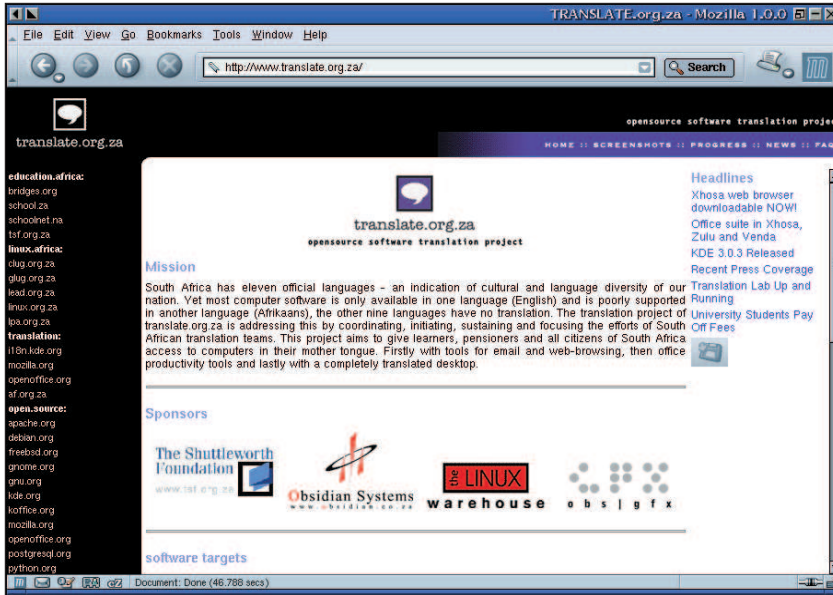 TRANSLATE.org.za - Mozilla 1.0.0
File Edit View Go Bookmarks Tools Window Help
http://www.translate.org.za/
Search
translate.org.za
opensource software translation projec
HOME :: SCREENSHOTS :: PROGRESS :: NEWS :: FAQ
education.africa:
bridges.org
school.za
schoolnet.na
tsf.org.za
linux.africa:
clug.org.za
glug.org.za
lead.org.za
linux.org.za
lpa.org.za
translation:
i18n.kde.org
mozilla.org
openoffice.org
af.org.za
open.source:
apache.org
debian.org
freebsd.org
gnome.org
gnu.org
kde.org
koffice.org
mozilla.org
openoffice.org
postgresql.org
python.org
translate.org.za
opensource software translation project
Mission
South Africa has eleven official languages - an indication of cultural and language diversity of our
nation. Yet most computer software is only available in one language (English) and is poorly supported
in another language (Afrikaans), the other nine languages have no translation. The translation project of
translate.org.za is addressing this by coordinating, initiating, sustaining and focusing the efforts of South
African translation teams. This project aims to give learners, pensioners and all citizens of South Africa
access to computers in their mother tongue. Firstly with tools for email and web-browsing, then office
productivity tools and lastly with a completely translated desktop.
Sponsors
The Shuttleworth
Foundation
www.tsf.org.za
Obsidian Systems
www.obsidian.co.za
the LINUX
warehouse
obs|gfx
software targets
Headlines
Xhosa web browser
downloadable NOW!
Office suite in Xhosa,
Zulu and Venda
KDE 3.0.3 Released
Recent Press Coverage
Translation Lab Up and
Running
University Students Pay
Off Fees
Document: Done (46.788 secs)